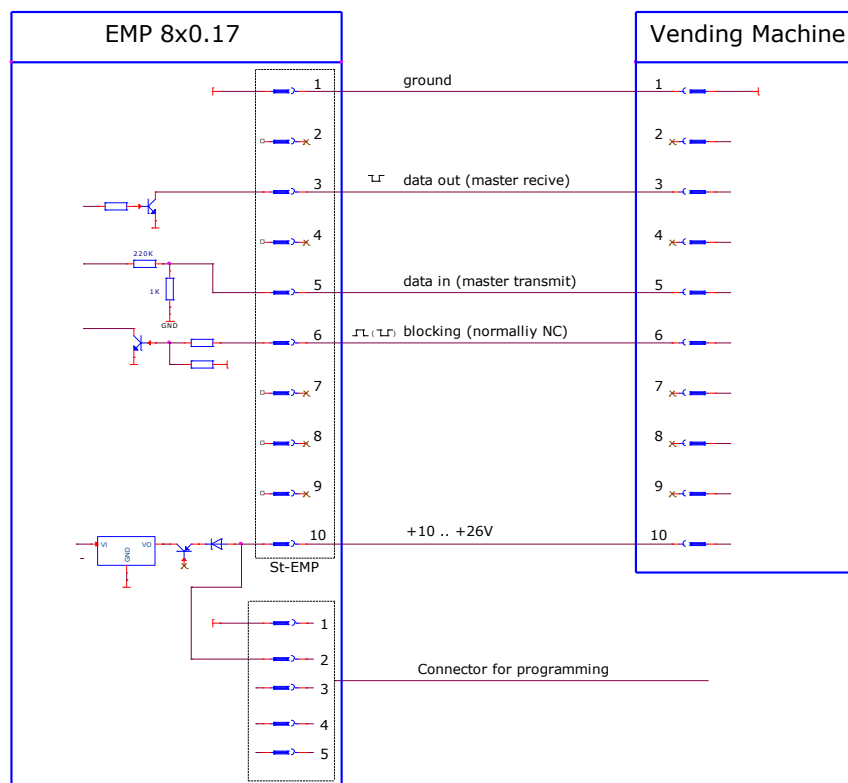 EMP 8x0.17
Vending Machine
1 ground 1
2 2
3 data out (master recive) 3
4 4
220K
1K
GND
5 data in (master transmit) 5
6 blocking (normalliy NC) 6
7 7
8 8
9 9
VI VO
GND
10 +10 .. +26V 10
St-EMP
1
2
Connector for programming
3
4
5